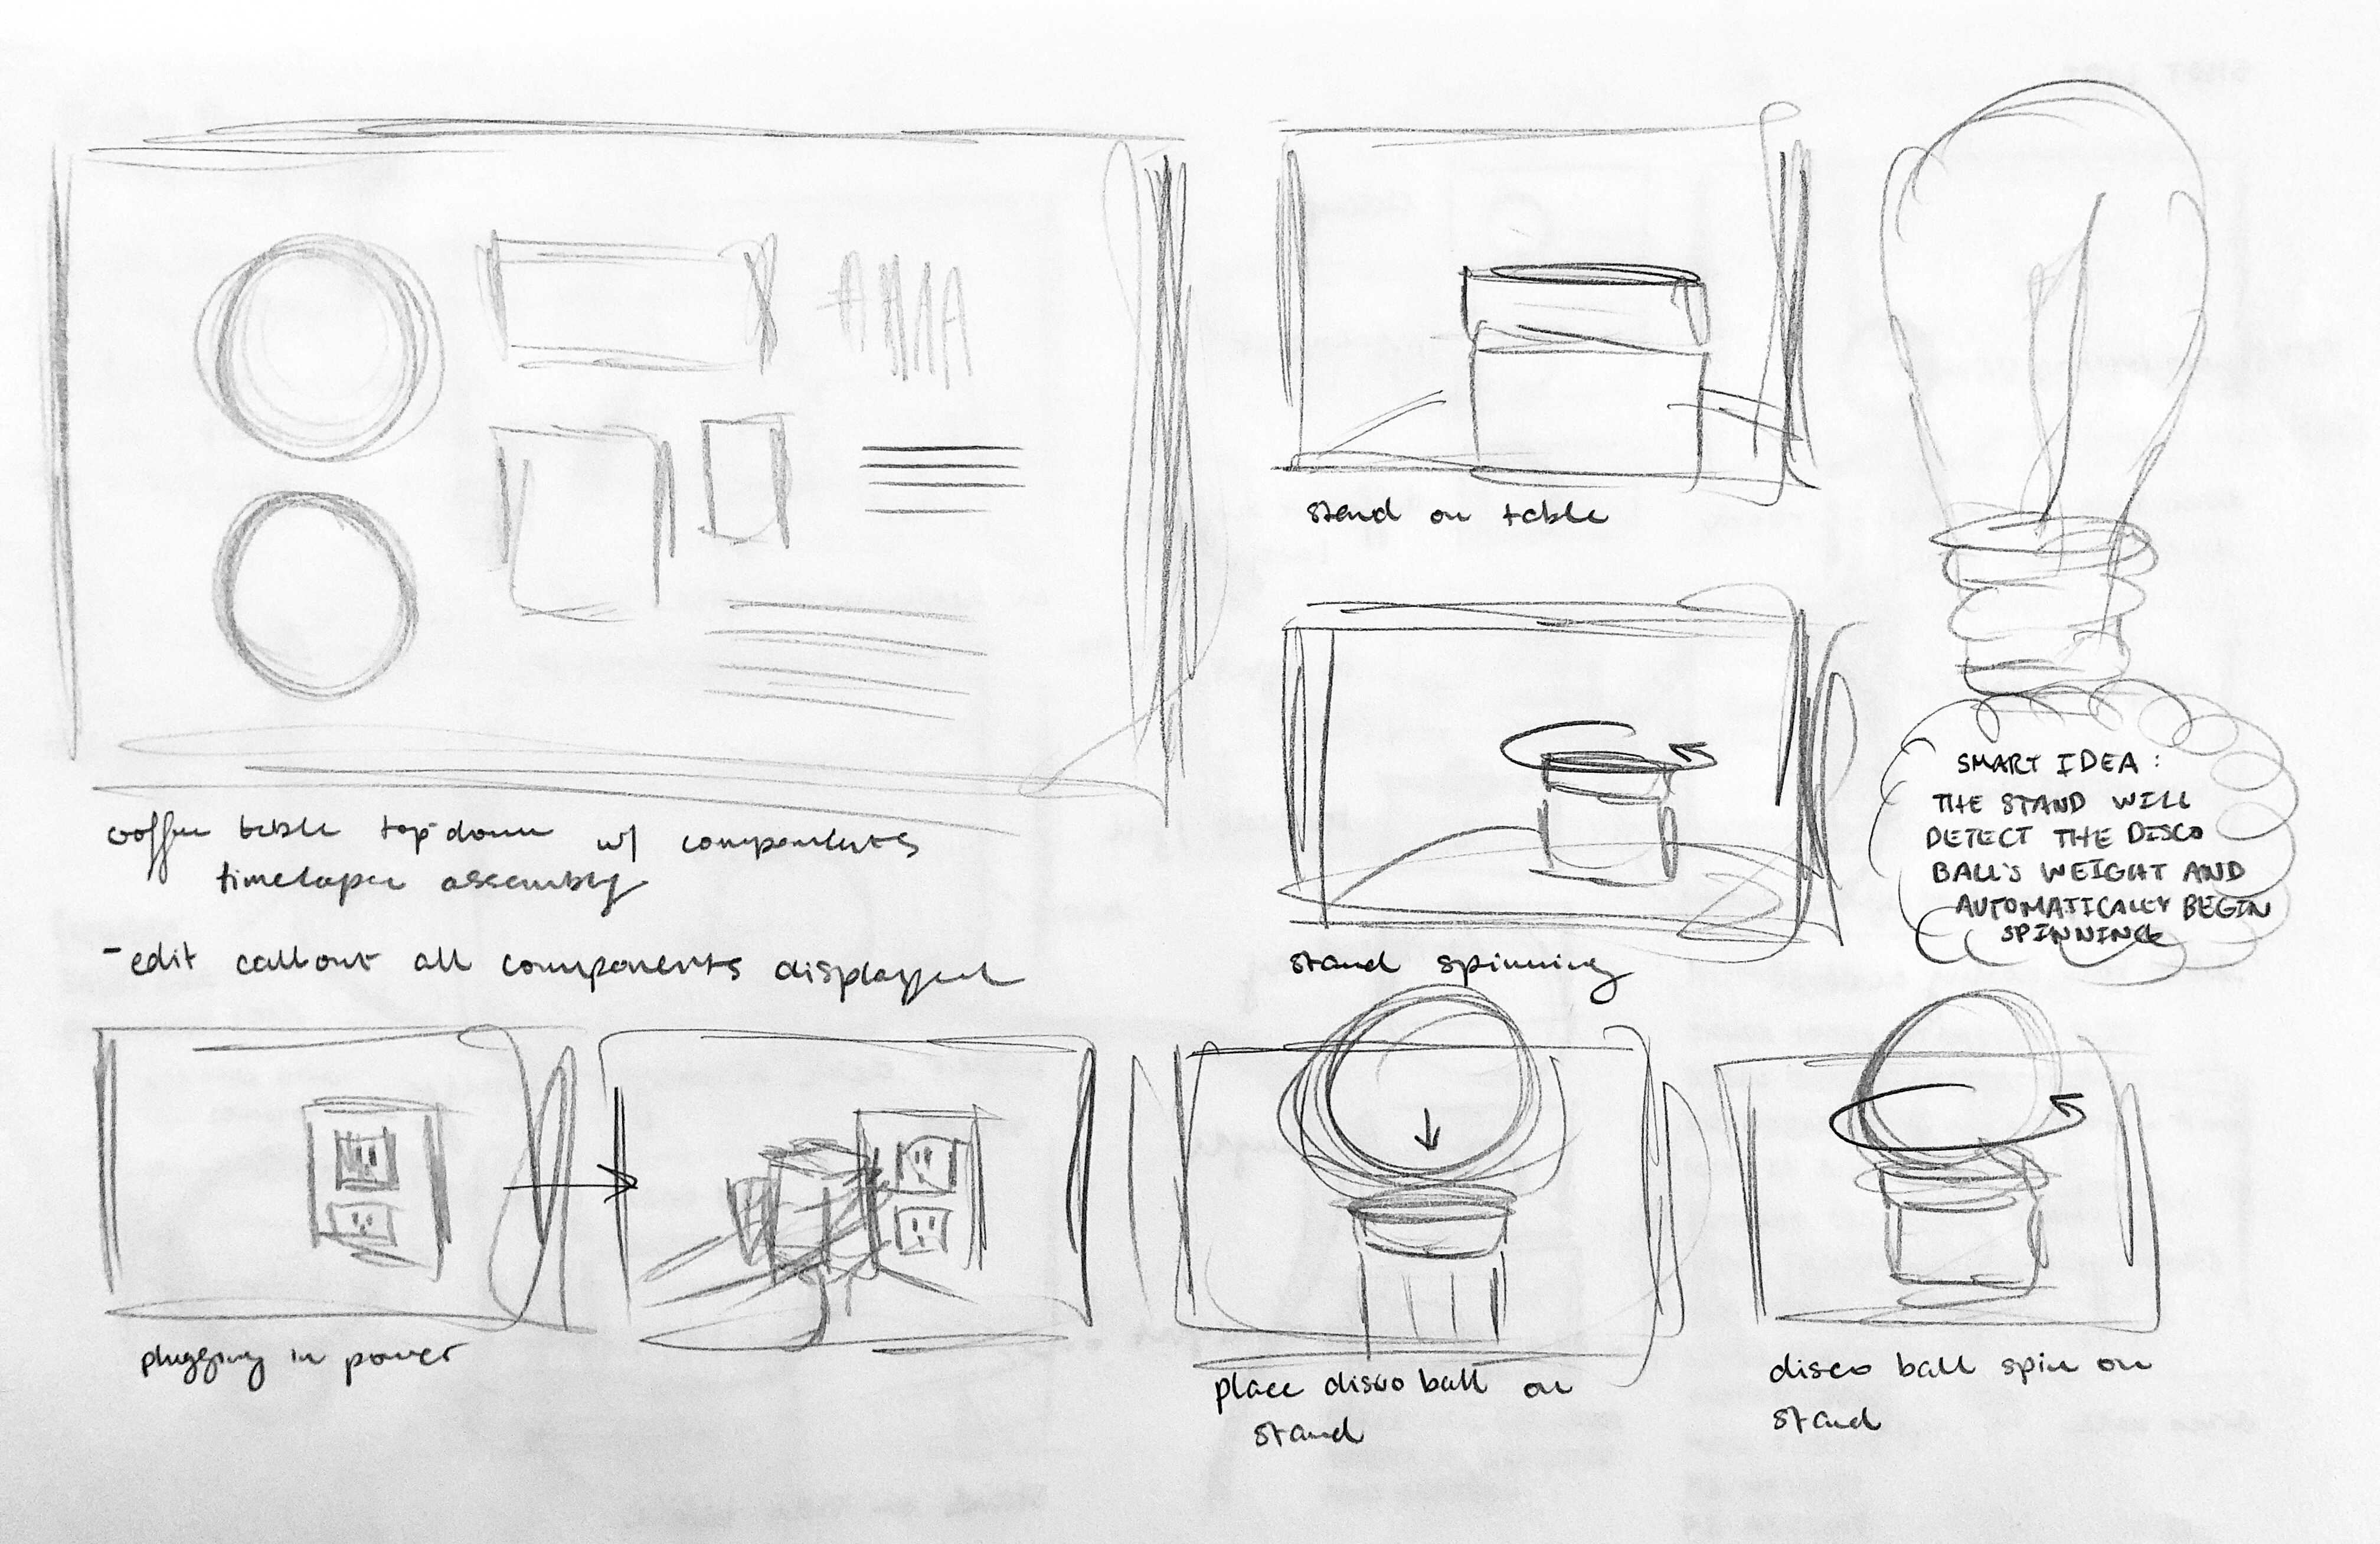 coffee table top down w/ components
timelapse assembly
- edit callout all components displayed
stand on table
stand spinning
SMART IDEA:
THE STAND WILL
DETECT THE DISCO
BALL'S WEIGHT AND
AUTOMATICALLY BEGIN
SPINNING
plugging in power
place disco ball on
stand
disco ball spin on
stand